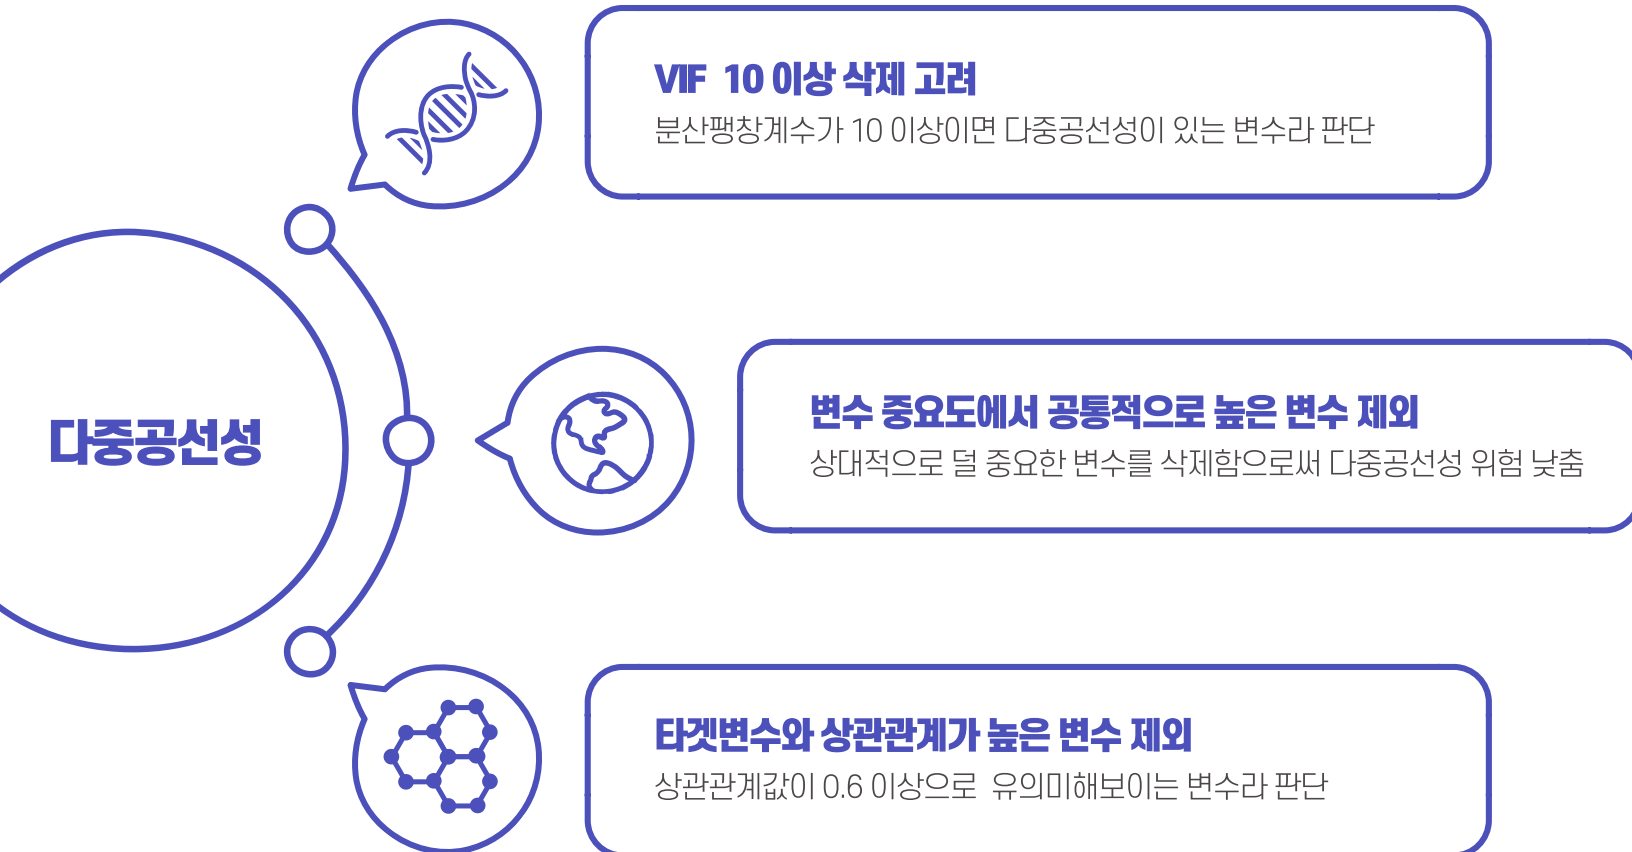 다중공선성
VIF 10 이상 삭제 고려
분산팽창계수가 10 이상이면 다중공선성이 있는 변수라 판단
변수 중요도에서 공통적으로 높은 변수 제외
상대적으로 덜 중요한 변수를 삭제함으로써 다중공선성 위험 낮춤
타겟변수와 상관관계가 높은 변수 제외
상관관계값이 0.6 이상으로 유의미해보이는 변수라 판단